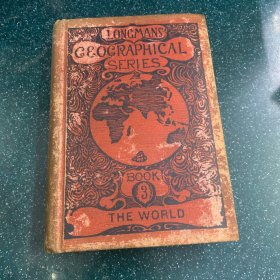 LONGMANS'
GEOGRAPHICAL
SERIES
BOOK
3
THE WORLD